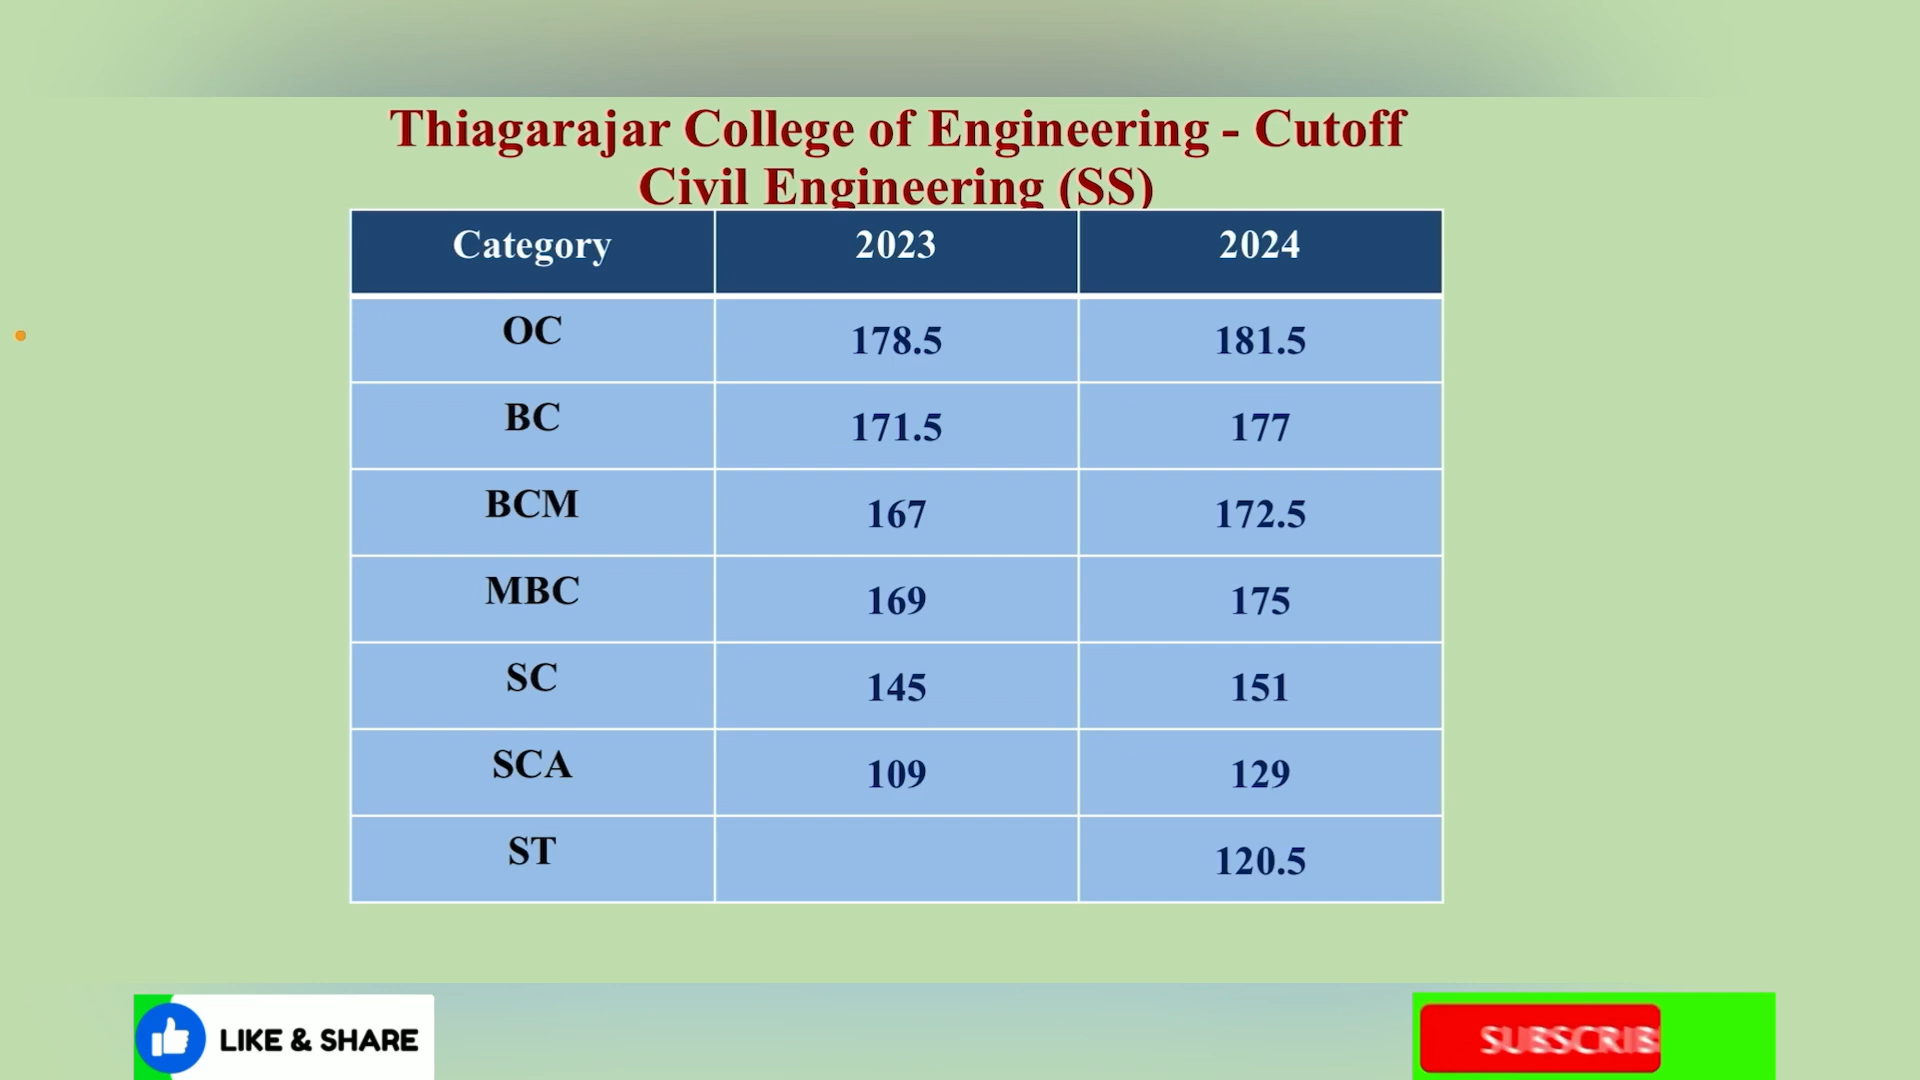 Thiagarajar College of Engineering - Cutoff
Civil Engineering (SS)
Category 2023 2024
OC 178.5 181.5
BC 171.5 177
BCM 167 172.5
MBC 169 175
SC 145 151
SCA 109 129
ST 120.5
LIKE & SHARE
SUBSCRIB